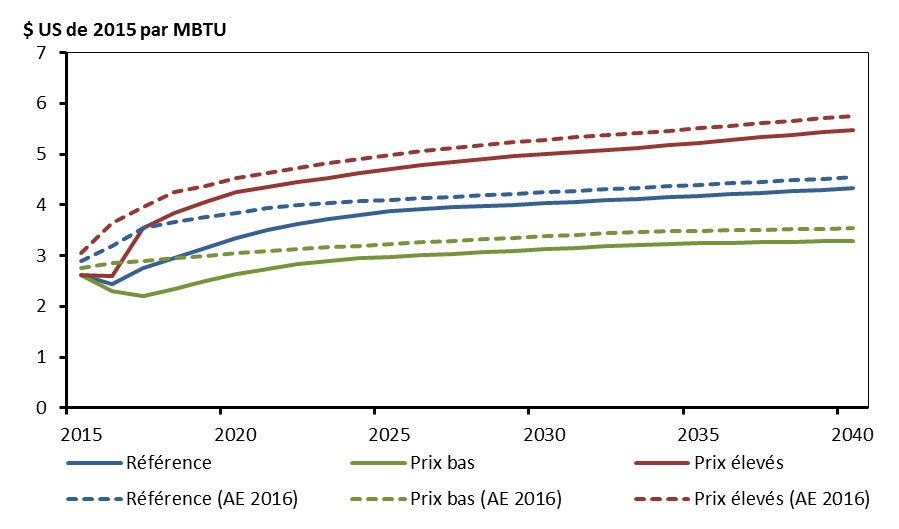 $ US de 2015 par MBTU
7
6
5
4
3
2
1
0
2015 2020 2025 2030 2035 2040
Référence Prix bas Prix élevés
Référence (AE 2016) Prix bas (AE 2016) Prix élevés (AE 2016)